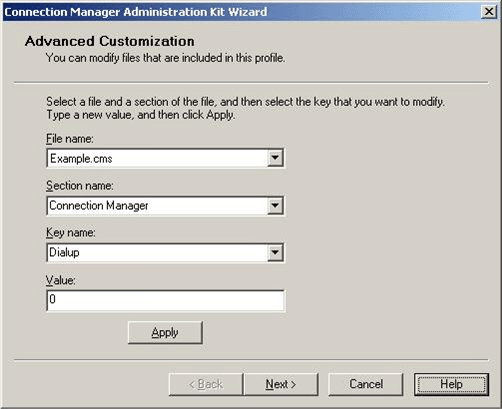 Connection Manager Administration Kit Wizard
Advanced Customization
You can modify files that are included in this profile.
Select a file and a section of the file, and then select the key that you want to modify.
Type a new value, and then click Apply.
File name:
Example.cms
Section name:
Connection Manager
Key name:
Dialup
Value:
0
Apply
< Back
Next >
Cancel
Help